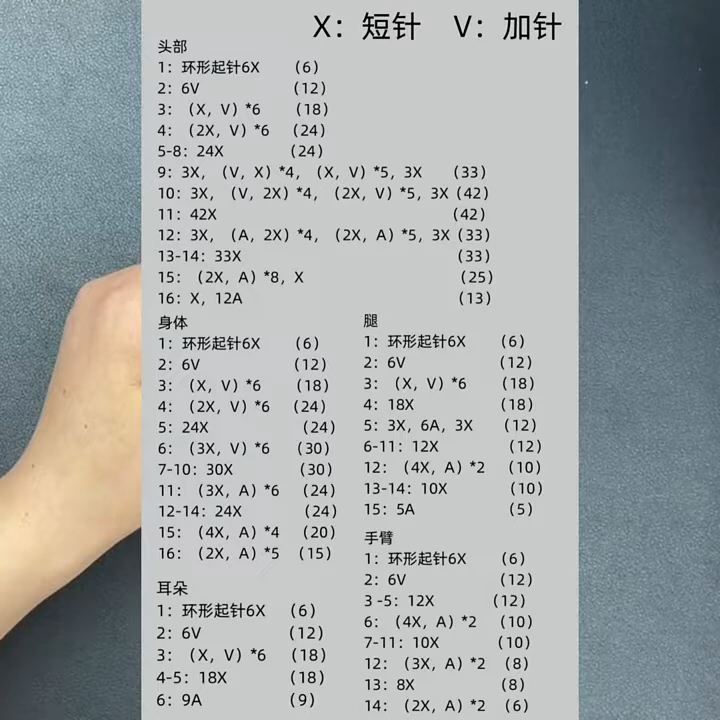 X：短针 V：加针
头部
1：环形起针6X （6）
2：6V （12）
3：（X，V）*6 （18）
4：（2X，V）*6 （24）
5-8：24X （24）
9：3X，（V，X）*4，（X，V）*5，3X （33）
10：3X，（V，2X）*4，（2X，V）*5，3X（42）
11：42X （42）
12：3X，（A，2X）*4，（2X，A）*5，3X（33）
13-14：33X （33）
15：（2X，A）*8，X （25）
16：X，12A （13）
身体
1：环形起针6X （6）
2：6V （12）
3：（X，V）*6 （18）
4：（2X，V）*6 （24）
5：24X （24）
6：（3X，V）*6 （30）
7-10：30X （30）
11：（3X，A）*6 （24）
12-14：24X （24）
15：（4X，A）*4 （20）
16：（2X，A）*5 （15）
耳朵
1：环形起针6X （6）
2：6V （12）
3：（X，V）*6 （18）
4-5：18X （18）
6：9A （9）
腿
1：环形起针6X （6）
2：6V （12）
3：（X，V）*6 （18）
4：18X （18）
5：3X，6A，3X （12）
6-11：12X （12）
12：（4X，A）*2 （10）
13-14：10X （10）
15：5A （5）
手臂
1：环形起针6X （6）
2：6V （12）
3 -5：12X （12）
6：（4X，A）*2 （10）
7-11：10X （10）
12：（3X，A）*2 （8）
13：8X （8）
14：（2X，A）*2 （6）